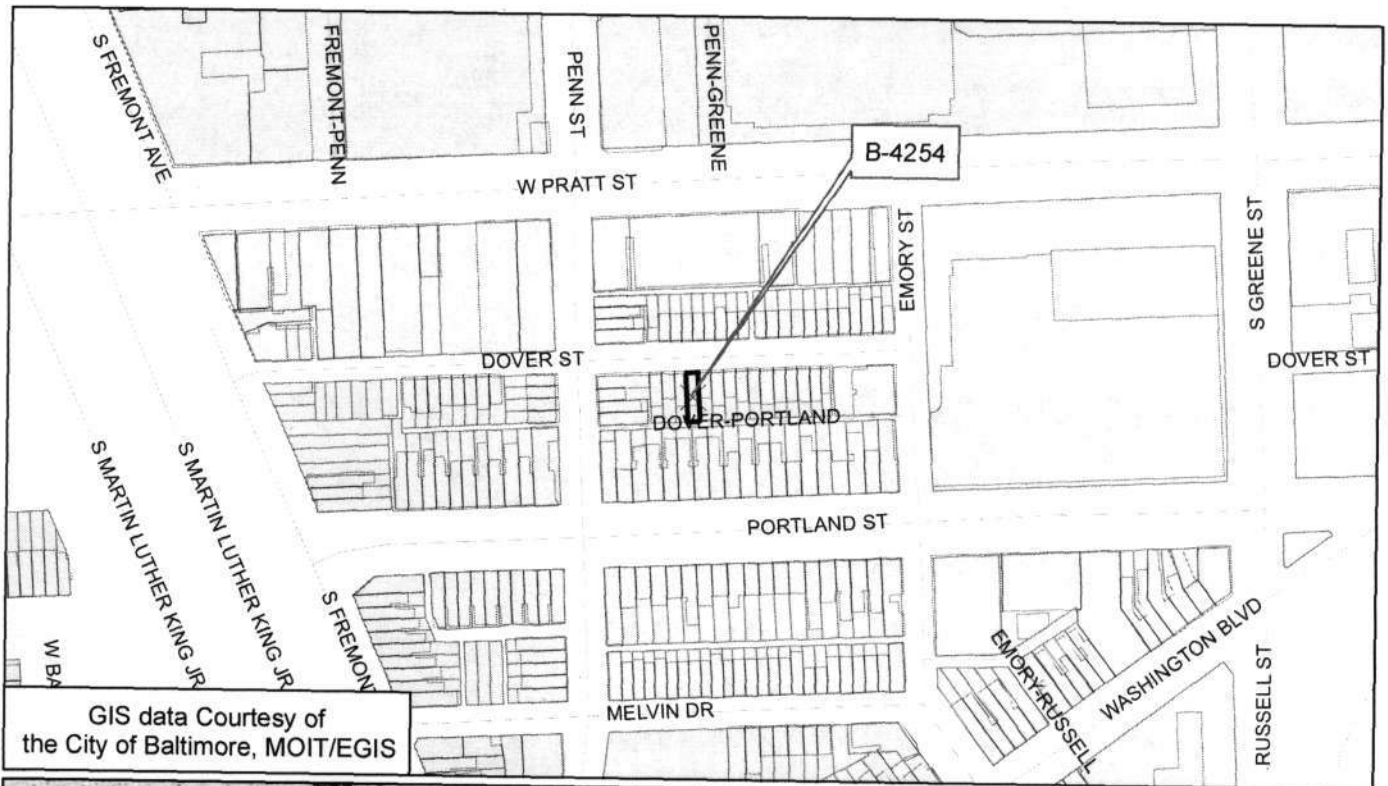 S FREMONT AVE
FREMONT-PENN
PENN ST
PENN-GREENE
B-4254
W PRATT ST
EMORY ST
S GREENE ST
DOVER ST
DOVER ST
DOVER-PORTLAND
S MARTIN LUTHER KING JR
S MARTIN LUTHER KING JR
PORTLAND ST
S FREMONT
W BA
EMORY-RUSSELL
WASHINGTON BLVD
RUSSELL ST
MELVIN DR
GIS data Courtesy of
the City of Baltimore, MOIT/EGIS